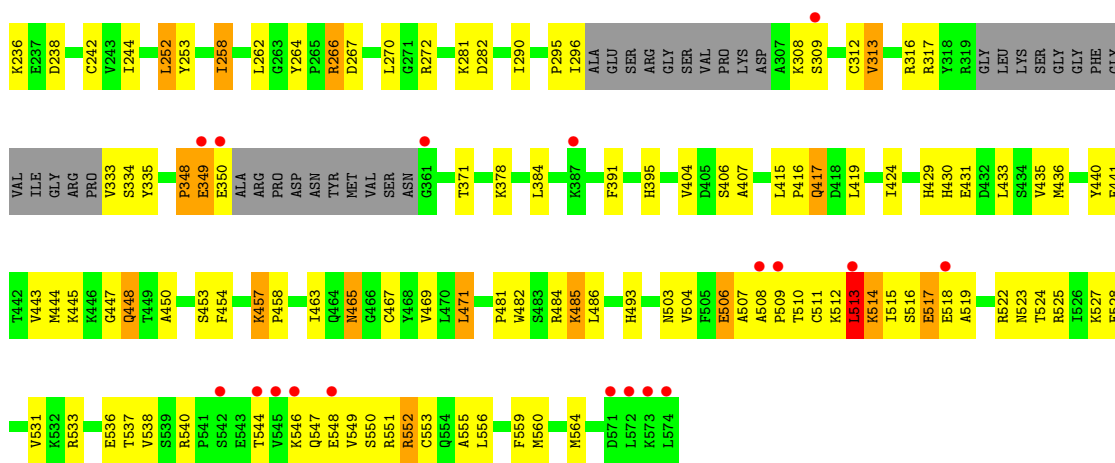 K236 E237 D238 C242 V243 I244 L252 Y253 I258 L262 G263 Y264 P265 R266 D267 L270 G271 R272 K281 D282 I290 P295 I296 ALA GLU SER ARG GLY SER VAL PRO LYS ASP A307 K308 S309 C312 V313 R316 R317 Y318 R319 GLY LEU LYS SER GLY GLY PHE GLY
VAL ILE GLY ARG PRO V333 S334 Y335 P348 E349 E350 ALA ARG PRO ASP ASN TYR MET VAL SER ASN G361 T371 K378 L384 K387 F391 H395 V404 D405 S406 A407 L415 P416 Q417 D418 L419 I424 H429 H430 E431 D432 L433 S434 V435 M436 Y440 E441
T442 V443 M444 K445 K446 G447 Q448 T449 A450 S453 F454 K457 P458 I463 Q464 N465 G466 C467 Y468 V469 L470 L471 P481 W482 S483 R484 K485 L486 H493 N503 V504 F505 E506 A507 A508 P509 T510 C511 K512 L513 K514 I515 S516 E517 E518 A519 R522 N523 T524 R525 I526 K527 E528
V531 K532 R533 E536 T537 V538 S539 R540 P541 S542 E543 T544 V545 K546 Q547 E548 V549 S550 R551 R552 C553 Q554 A555 L556 F559 M560 M564 D571 L572 K573 L574